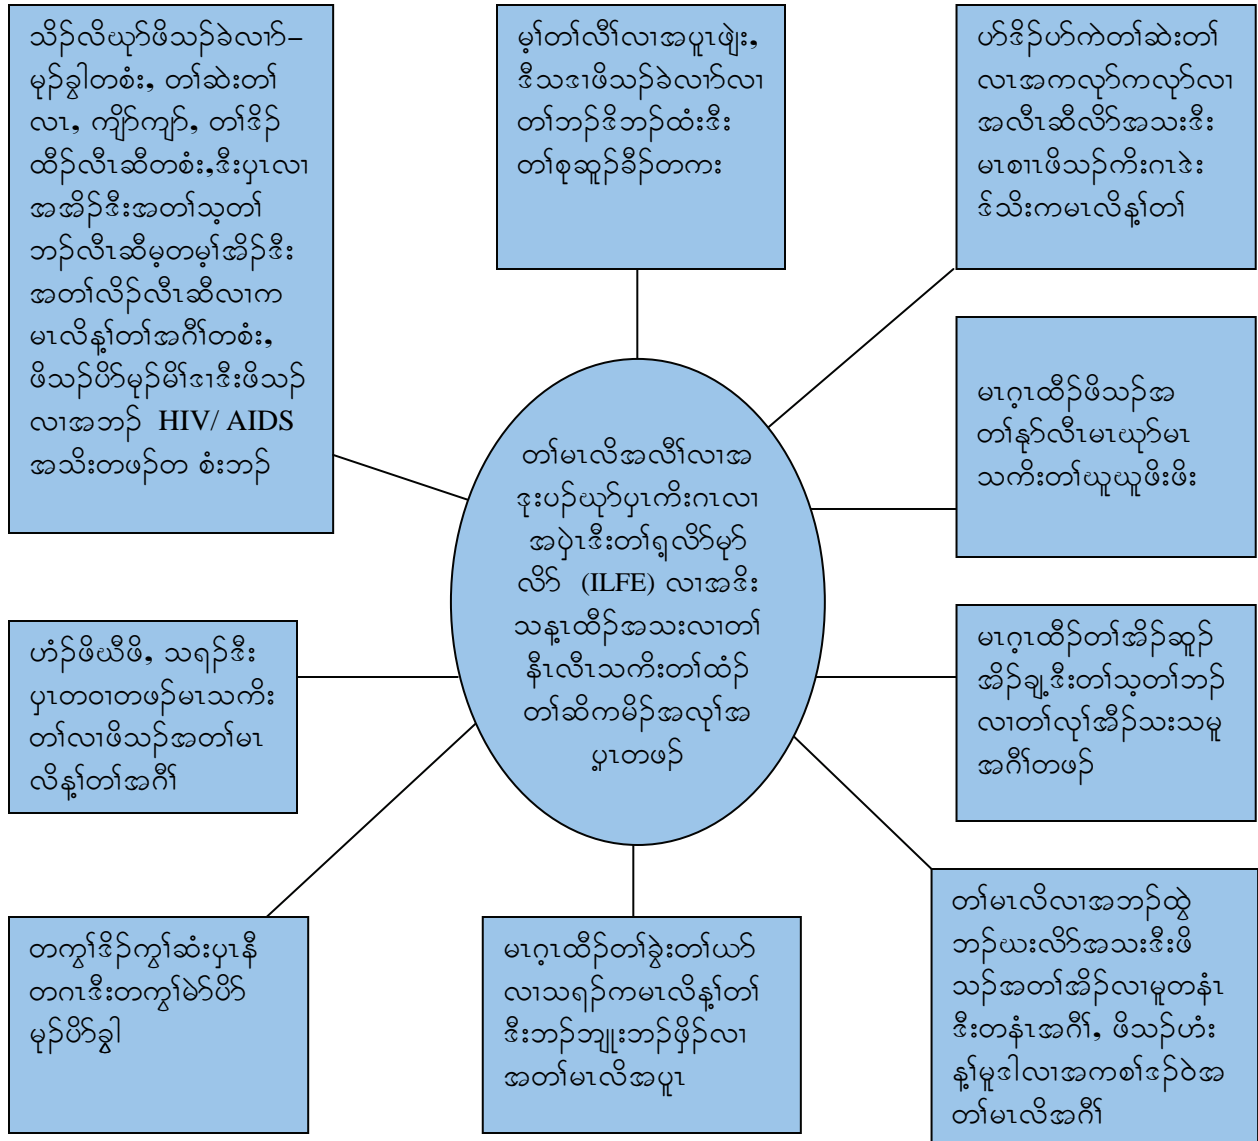 သိၣ်လိဃုာ်ဖိသၣ်ခဲလၢာ်–
မုၣ်ခွါတစံး, တၢ်ဆဲးတၢ်
လၤ, ကျိာ်ကျာ်, တၢ်ဒိၣ်
ထီၣ်လီၤဆီတစံး,ဒီးပှၤလၢ
အအိၣ်ဒီးအတၢ်သ့တၢ်
ဘၣ်လီၤဆီမ့တမ့ၢ်အိၣ်ဒီး
အတၢ်လိၣ်လီၤဆီလၢက
မၤလိန့ၢ်တၢ်အဂီၢ်တစံး,
ဖိသၣ်ပိာ်မုၣ်မိၢ်ဒၢဒီးဖိသၣ်
လၢအဘၣ် HIV/ AIDS
အသိးတဖၣ်တ စံးဘၣ်
မ့ၢ်တၢ်လီၢ်လၢအပူၤဖျဲး,
ဒီသဒၢဖိသၣ်ခဲလၢာ်လၢ
တၢ်ဘၣ်ဒိဘၣ်ထံးဒီး
တၢ်စုဆူၣ်ခီၣ်တကး
ဟ်ဒိၣ်ဟ်ကဲတၢ်ဆဲးတၢ်
လၤအကလုာ်ကလုာ်လၢ
အလီၤဆီလိာ်အသးဒီး
မၤစၢၤဖိသၣ်ကိးဂၤဒဲး
ဒ်သိးကမၤလိန့ၢ်တၢ်
မၤဂ့ၤထီၣ်ဖိသၣ်အ
တၢ်နုာ်လီၤမၤဃုာ်မၤ
သကိးတၢ်ဃူဃူဖိးဖိး
တၢ်မၤလိအလီၢ်လၢအ
ဒုးပၣ်ဃုာ်ပှၤကိးဂၤလၢ
အပှဲၤဒီးတၢ်ရ့လိာ်မုာ်
လိာ် (ILFE) လၢအဒိး
သန့ၤထီၣ်အသးလၢတၢ်
နီၤလီၤသကိးတၢ်ထံၣ်
တၢ်ဆိကမိၣ်အလုၢ်အ
ပှ့ၤတဖၣ်
ဟံၣ်ဖိဃီဖိ, သရၣ်ဒီး
ပှၤတဝၢတဖၣ်မၤသကိး
တၢ်လၢဖိသၣ်အတၢ်မၤ
လိန့ၢ်တၢ်အဂီၢ်
မၤဂ့ၤထီၣ်တၢ်အိၣ်ဆူၣ်
အိၣ်ချ့ဒီးတၢ်သ့တၢ်ဘၣ်
လၢတၢ်လုၢ်အီၣ်သးသမူ
အဂီၢ်တဖၣ်
တကွၢ်ဒိၣ်ကွၢ်ဆံးပှၤနီ
တဂၤဒီးတကွၢ်မဲာ်ပိာ်
မုၣ်ပိာ်ခွါ
မၤဂ့ၤထီၣ်တၢ်ခွဲးတၢ်ယာ်
လၢသရၣ်ကမၤလိန့ၢ်တၢ်
ဒီးဘၣ်ဘျုးဘၣ်ဖှိၣ်လၢ
အတၢ်မၤလိအပူၤ
တၢ်မၤလိလၢအဘၣ်ထွဲ
ဘၣ်ဃးလိာ်အသးဒီးဖိ
သၣ်အတၢ်အိၣ်လၢမူတနံၤ
ဒီးတနံၤအဂီၢ်, ဖိသၣ်ဟံး
န့ၢ်မူဒါလၢအကစၢ်ဒၣ်ဝဲအ
တၢ်မၤလိအဂီၢ်